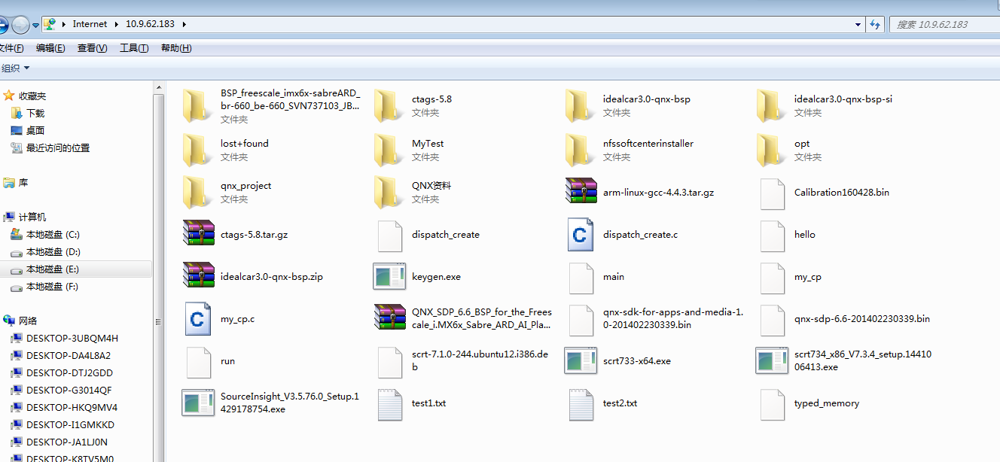 Internet 10.9.62.183
搜索 10.9.62.183
文件(F) 编辑(E) 查看(V) 工具(T) 帮助(H)
组织
收藏夹
下载
桌面
最近访问的位置
库
计算机
本地磁盘 (C:)
本地磁盘 (D:)
本地磁盘 (E:)
本地磁盘 (F:)
网络
DESKTOP-3UBQM4H
DESKTOP-DA4L8A2
DESKTOP-DTJ2GDD
DESKTOP-G3014QF
DESKTOP-HKQ9MV4
DESKTOP-I1GMKKD
DESKTOP-JA1LJ0N
DESKTOP-K8TV5M0
BSP_freescale_imx6x-sabreARD_
br-660_be-660_SVN737103_JB...
文件夹
ctags-5.8
文件夹
idealcar3.0-qnx-bsp
文件夹
idealcar3.0-qnx-bsp-si
文件夹
lost+found
文件夹
MyTest
文件夹
nfssoftcenterinstaller
文件夹
opt
文件夹
qnx_project
文件夹
QNX资料
文件夹
arm-linux-gcc-4.4.3.tar.gz
Calibration160428.bin
ctags-5.8.tar.gz
dispatch_create
dispatch_create.c
hello
idealcar3.0-qnx-bsp.zip
keygen.exe
main
my_cp
my_cp.c
QNX_SDP_6.6_BSP_for_the_Frees
cale_i.MX6x_Sabre_ARD_AI_Pla...
qnx-sdk-for-apps-and-media-1.
0-201402230339.bin
qnx-sdp-6.6-201402230339.bin
run
scrt-7.1.0-244.ubuntu12.i386.de
b
scrt733-x64.exe
scrt734_x86_V7.3.4_setup.14410
06413.exe
SourceInsight_V3.5.76.0_Setup.1
429178754.exe
test1.txt
test2.txt
typed_memory